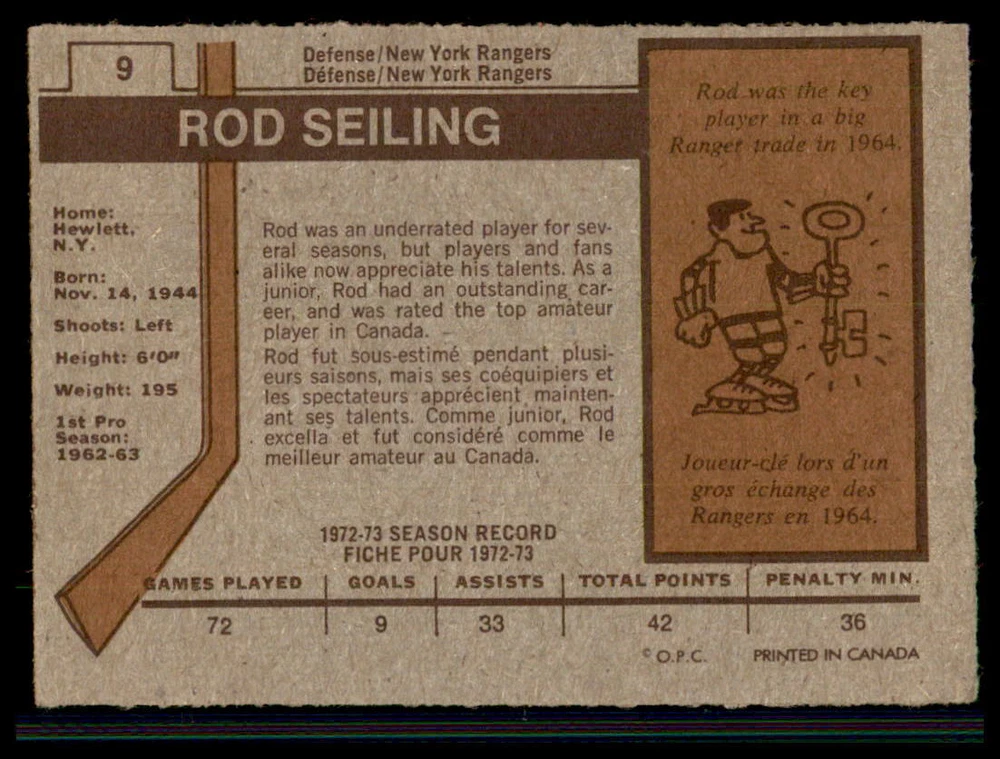 9
Defense/New York Rangers
Défense/New York Rangers
ROD SEILING
Home:
Hewlett,
N.Y.
Born:
Nov. 14, 1944
Shoots: Left
Height: 6'0"
Weight: 195
1st Pro
Season:
1962-63
Rod was an underrated player for sev-
eral seasons, but players and fans
alike now appreciate his talents. As a
junior, Rod had an outstanding car-
eer, and was rated the top amateur
player in Canada.
Rod fut sous-estimé pendant plusi-
eurs saisons, mais ses coéquipiers et
les spectateurs apprécient mainten-
ant ses talents. Comme junior, Rod
excella et fut considéré comme le
meilleur amateur au Canada.
Rod was the key
player in a big
Ranger trade in 1964.
Joueur-clé lors d'un
gros échange des
Rangers en 1964.
1972-73 SEASON RECORD
FICHE POUR 1972-73
GAMES PLAYED GOALS ASSISTS TOTAL POINTS PENALTY MIN.
72 9 33 42 36
© O.P.C. PRINTED IN CANADA